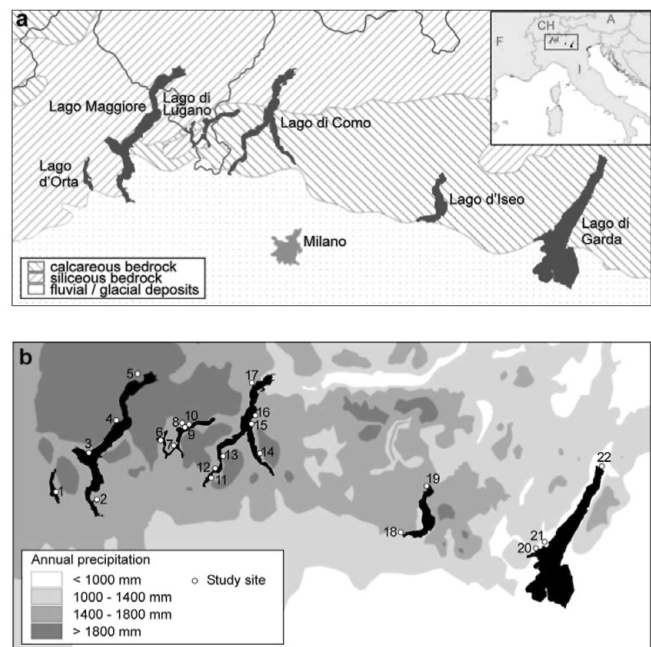 a
CH
A
F
I
Lago Maggiore
Lago di
Lugano
Lago di Como
Lago
d'Orta
Lago d'Iseo
Lago di
Garda
Milano
calcareous bedrock
siliceous bedrock
fluvial / glacial deposits
b
5
17
4
8
10
16
6
9
15
7
3
13
14
12
11
1
2
19
22
18
21
20
Annual precipitation
< 1000 mm
Study site
1000 - 1400 mm
1400 - 1800 mm
> 1800 mm